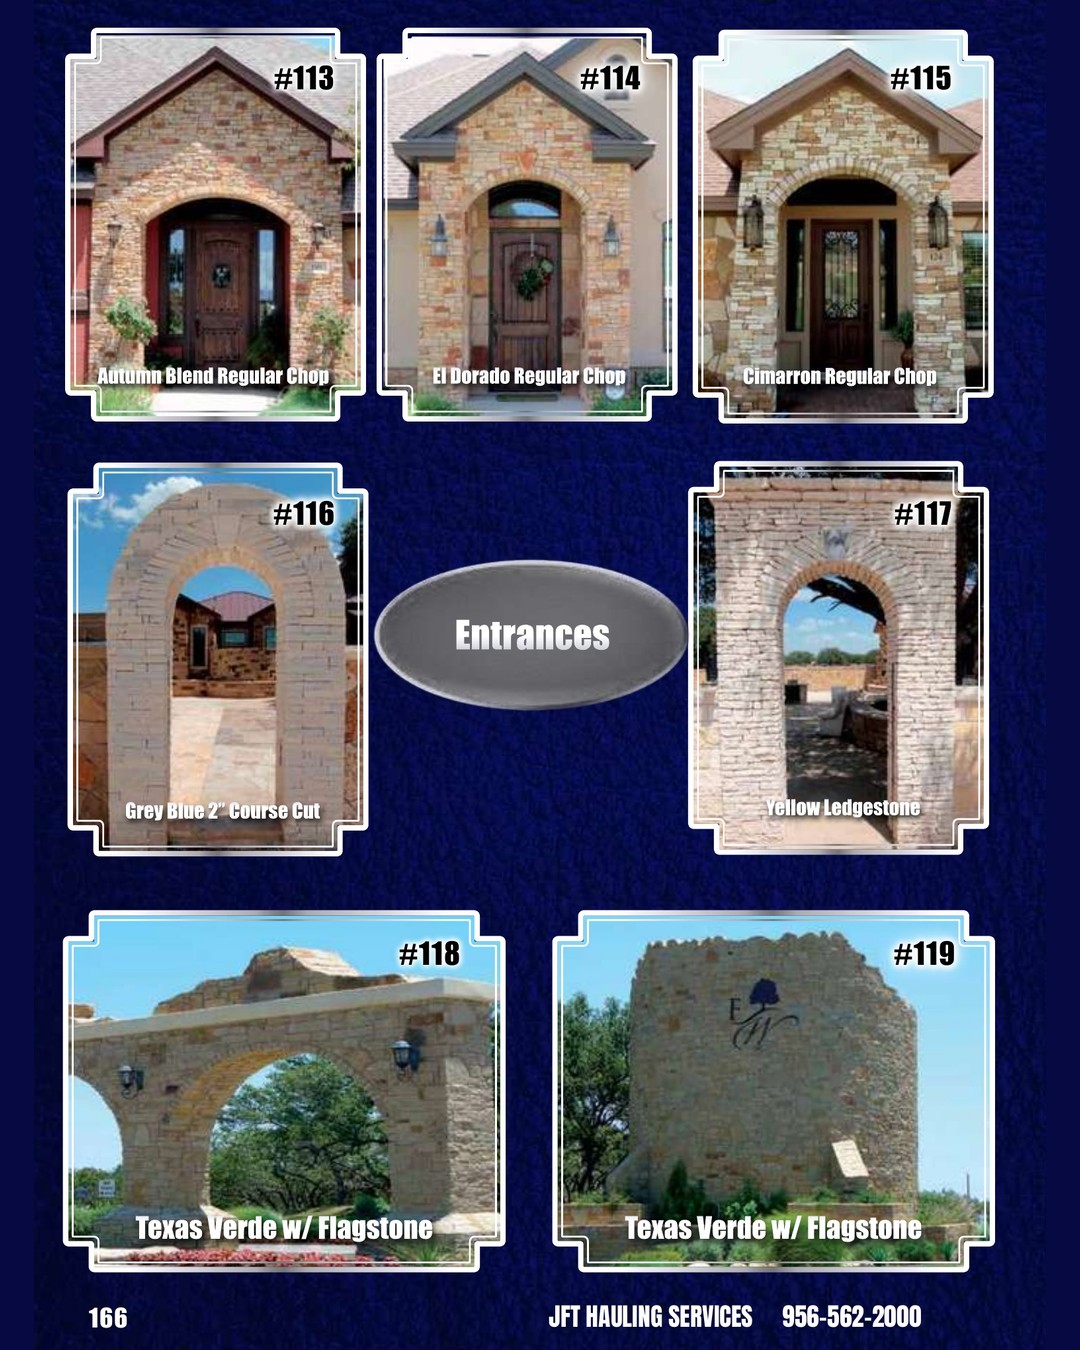 #113
Autumn Blend Regular Chop
#114
El Dorado Regular Chop
#115
Cimarron Regular Chop
#116
Grey Blue 2” Course Cut
Entrances
#117
Yellow Ledgestone
#118
Texas Verde w/ Flagstone
#119
Texas Verde w/ Flagstone
166
JFT HAULING SERVICES 956-562-2000